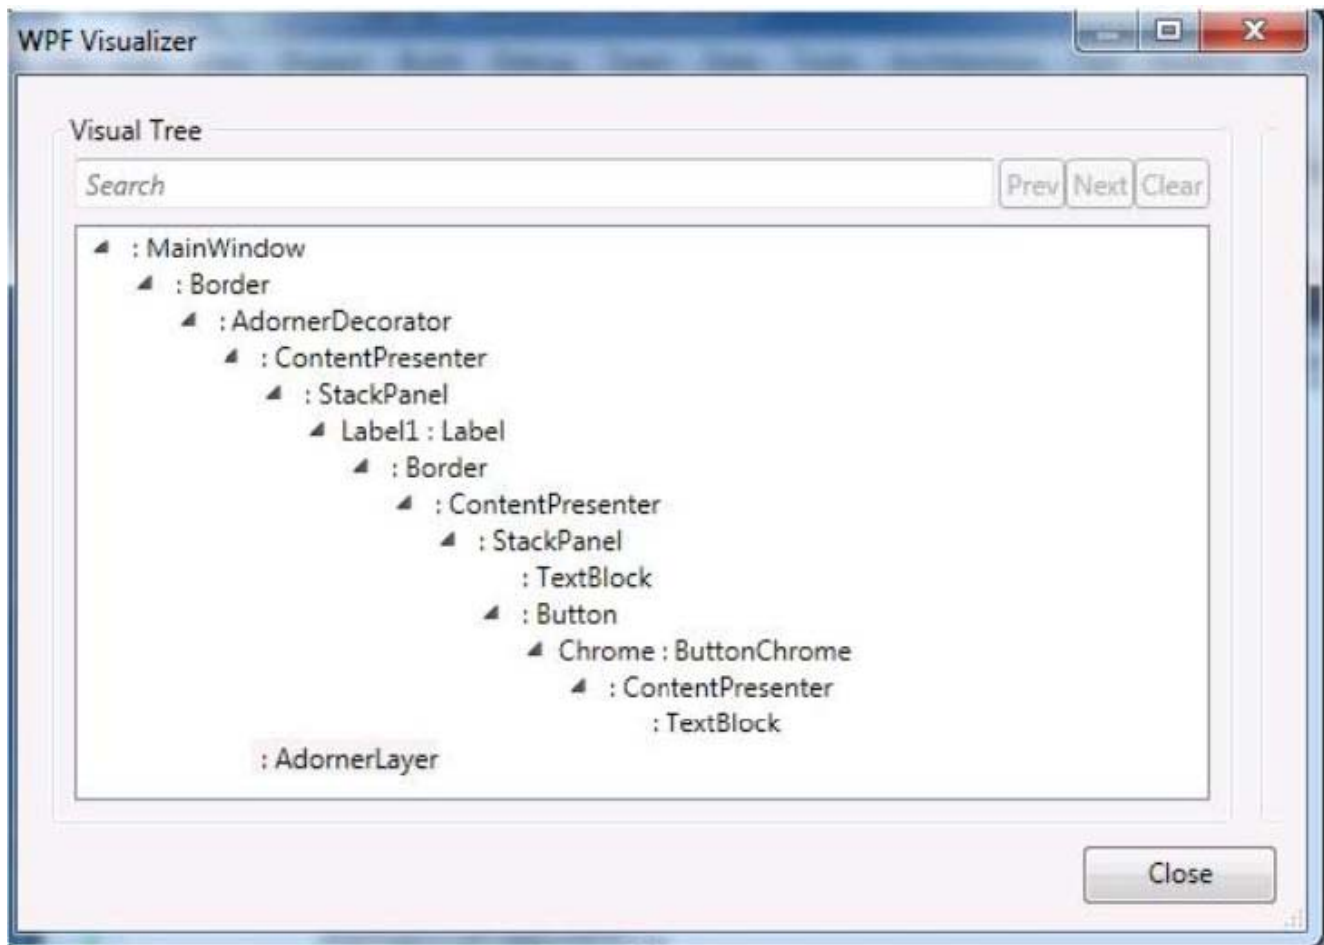 WPF Visualizer
Visual Tree
Search
Prev Next Clear
: MainWindow
: Border
: AdornerDecorator
: ContentPresenter
: StackPanel
Label1 : Label
: Border
: ContentPresenter
: StackPanel
: TextBlock
: Button
Chrome : ButtonChrome
: ContentPresenter
: TextBlock
: AdornerLayer
Close